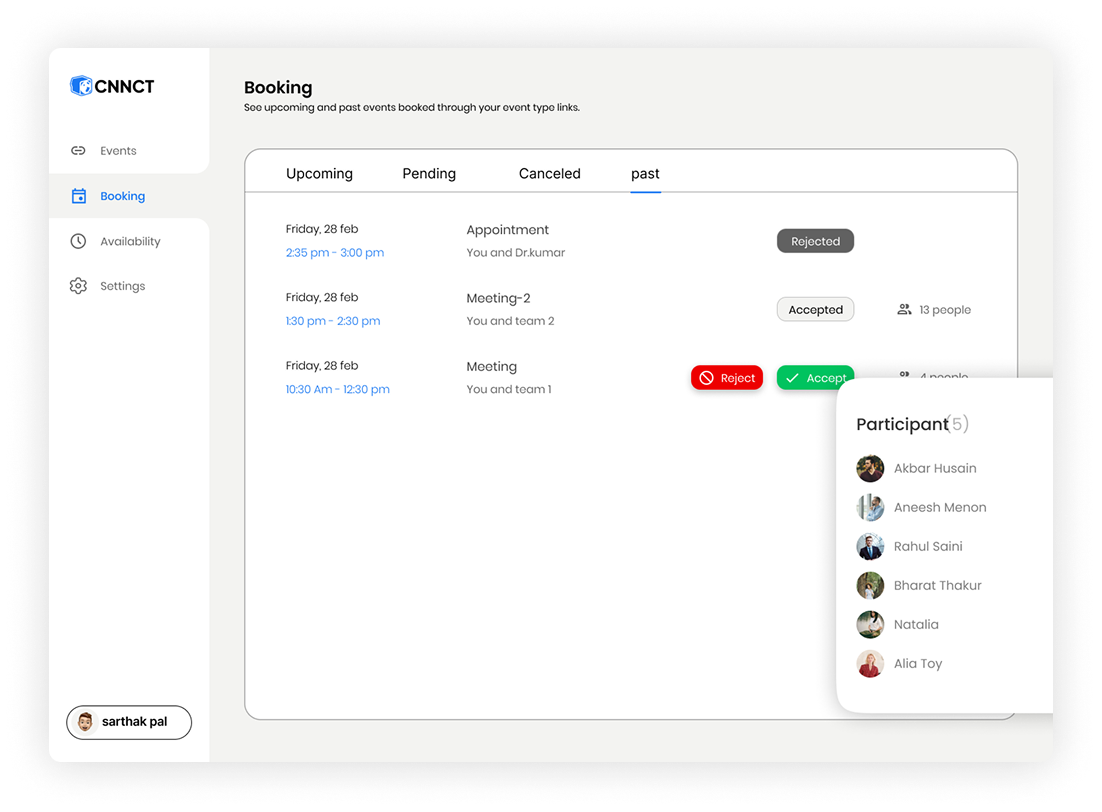 CNNCT
Events
Booking
Availability
Settings
sarthak pal
Booking
See upcoming and past events booked through your event type links.
Upcoming Pending Canceled past
Friday, 28 feb Appointment
2:35 pm - 3:00 pm You and Dr.kumar
Rejected
Friday, 28 feb Meeting-2
1:30 pm - 2:30 pm You and team 2
Accepted 13 people
Friday, 28 feb Meeting
10:30 Am - 12:30 pm You and team 1
Reject Accept 4 people
Participant(5)
Akbar Husain
Aneesh Menon
Rahul Saini
Bharat Thakur
Natalia
Alia Toy